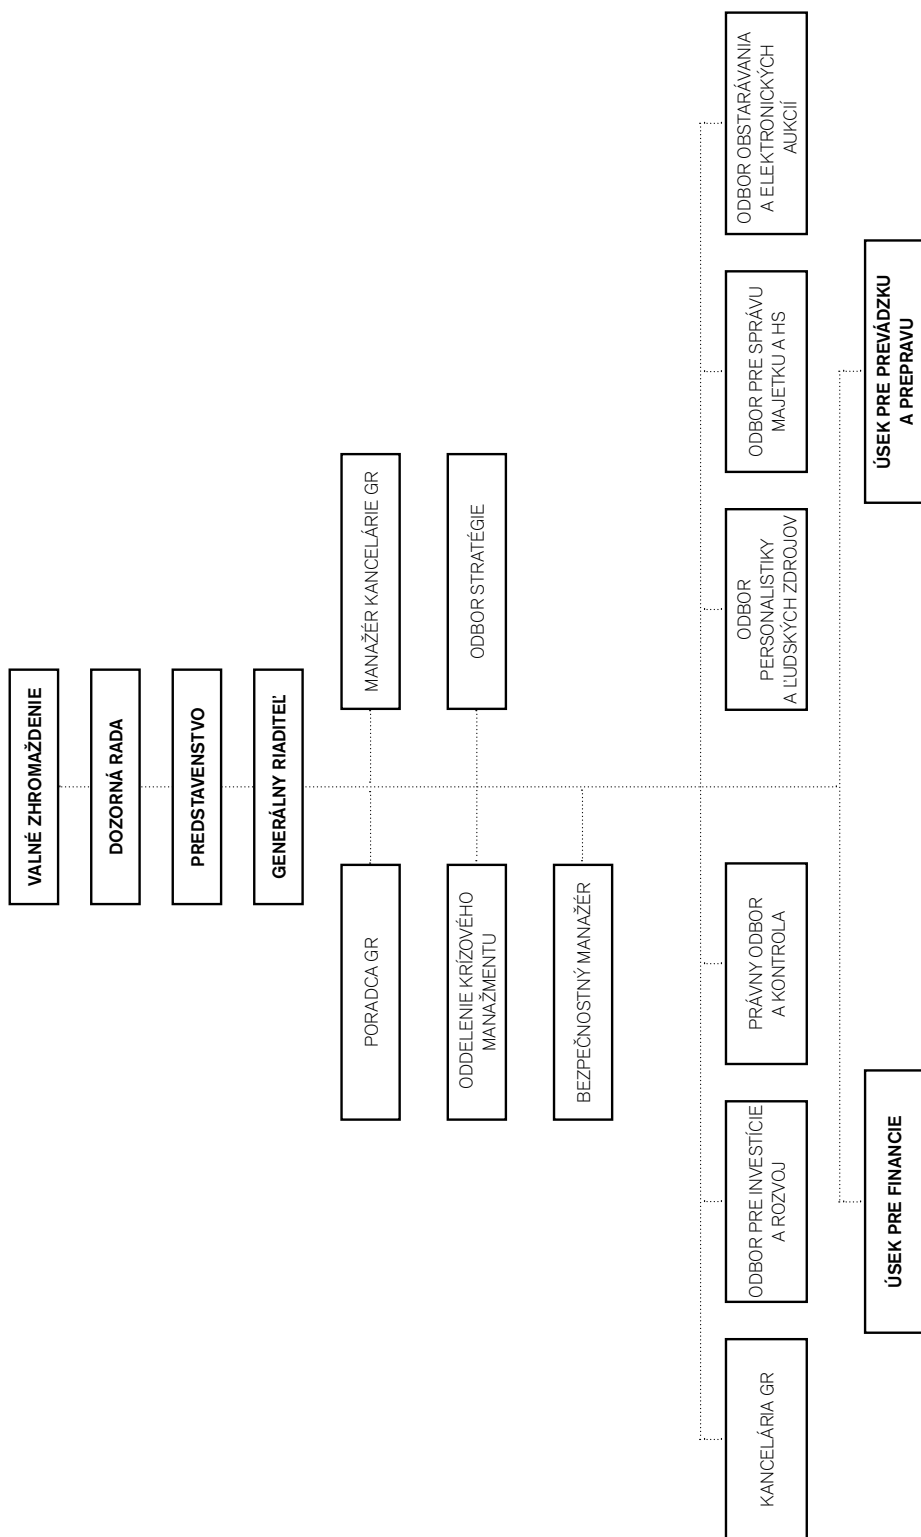 VALNÉ ZHROMAŽDENIE
DOZORNÁ RADA
PREDSTAVENSTVO
GENERÁLNY RIADITEĽ
PORADCA GR
MANAŽÉR KANCELÁRIE GR
ODDELENIE KRÍZOVÉHO
MANAŽMENTU
ODBOR STRATÉGIE
BEZPEČNOSTNÝ MANAŽÉR
KANCELÁRIA GR
ODBOR PRE INVESTÍCIE
A ROZVOJ
PRÁVNY ODBOR
A KONTROLA
ODBOR
PERSONALISTIKY
A ĽUDSKÝCH ZDROJOV
ODBOR PRE SPRÁVU
MAJETKU A HS
ODBOR OBSTARÁVANIA
A ELEKTRONICKÝCH
AUKCIÍ
ÚSEK PRE FINANCIE
ÚSEK PRE PREVÁDZKU
A PREPRAVU